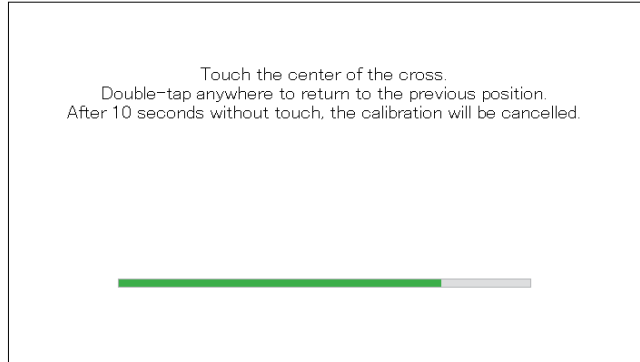 Touch the center of the cross.
Double-tap anywhere to return to the previous position.
After 10 seconds without touch, the calibration will be cancelled.